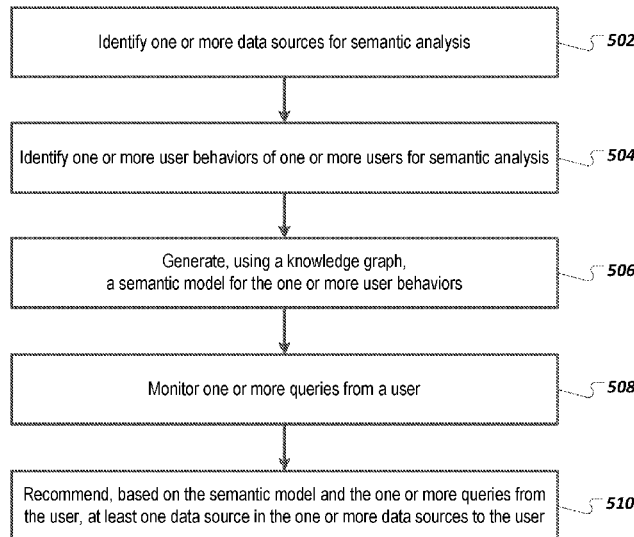 Identify one or more data sources for semantic analysis
502
Identify one or more user behaviors of one or more users for semantic analysis
504
Generate, using a knowledge graph,
a semantic model for the one or more user behaviors
506
Monitor one or more queries from a user
508
Recommend, based on the semantic model and the one or more queries from
the user, at least one data source in the one or more data sources to the user
510